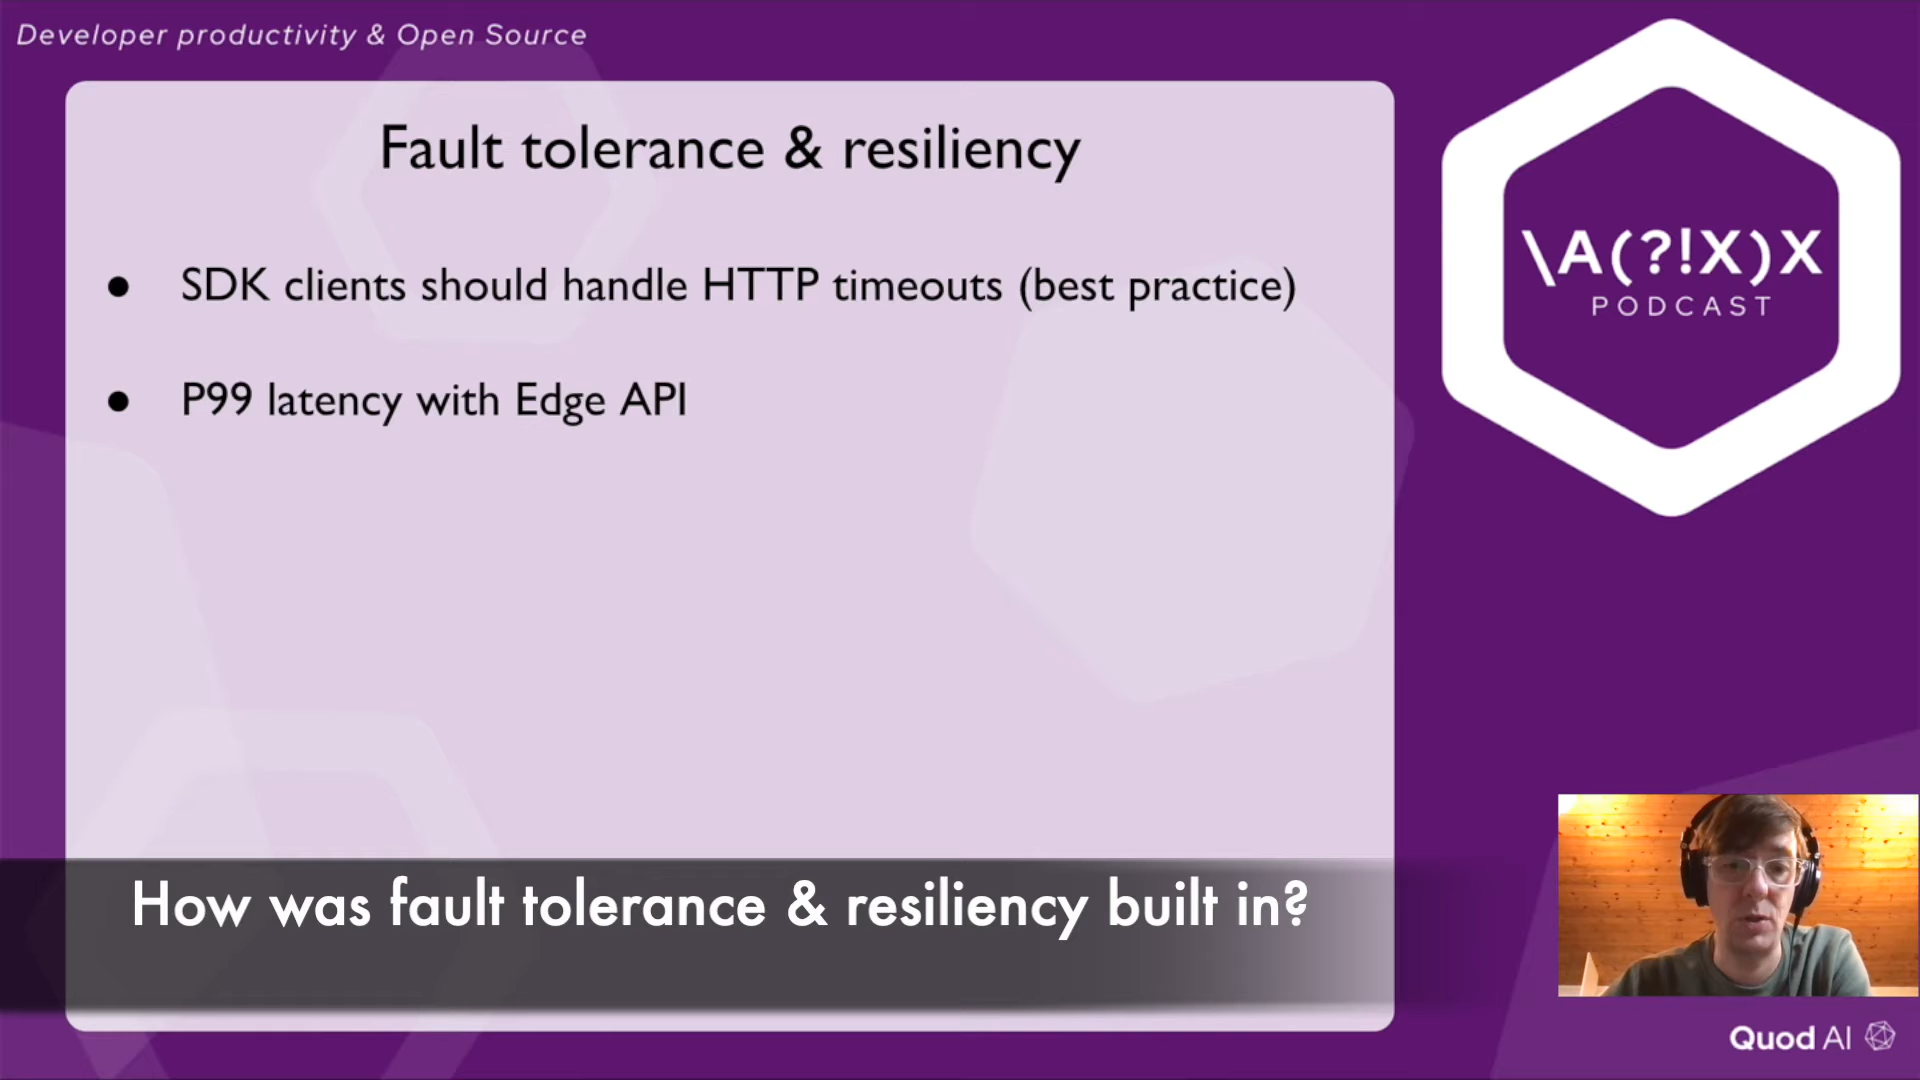 Developer productivity & Open Source
Fault tolerance & resiliency
● SDK clients should handle HTTP timeouts (best practice)
● P99 latency with Edge API
\A(?!X)X
PODCAST
How was fault tolerance & resiliency built in?
Quod AI